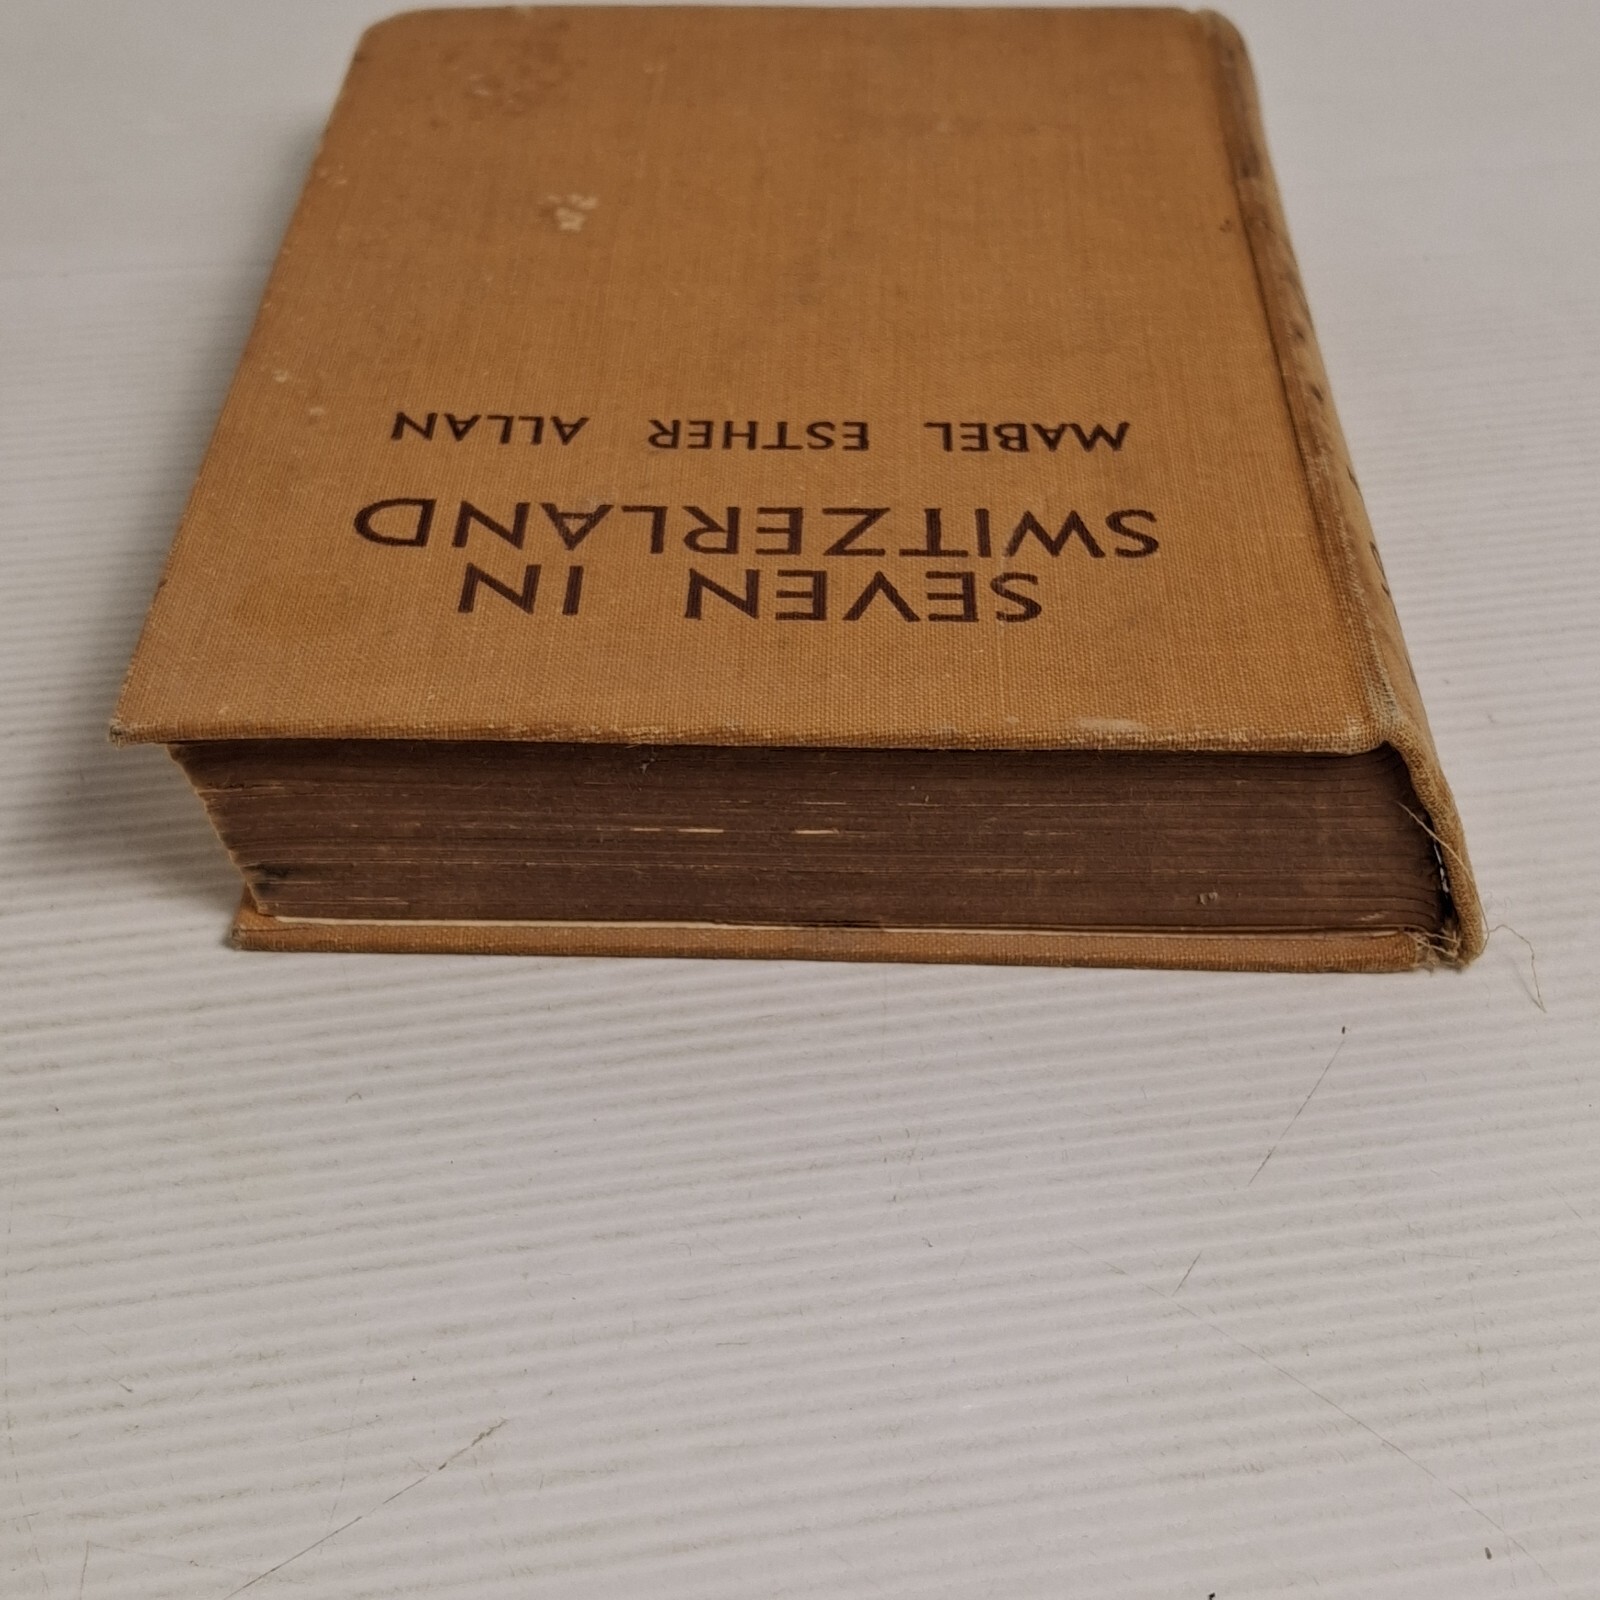 SEVEN IN
SWITZERLAND
MABEL ESTHER ALLAN